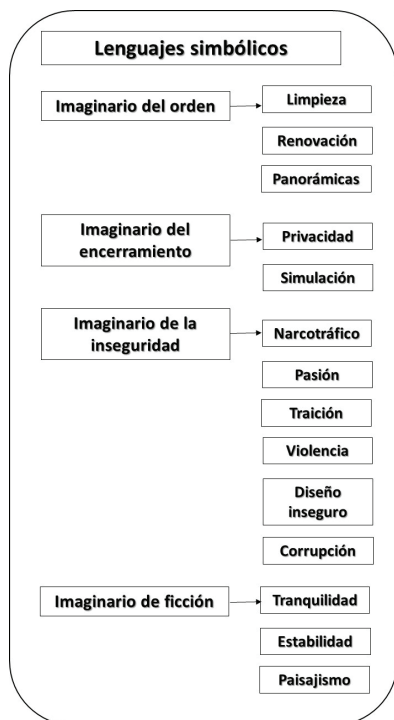 Lenguajes simbólicos
Imaginario del orden
Limpieza
Renovación
Panorámicas
Imaginario del
encerramiento
Privacidad
Simulación
Imaginario de la
inseguridad
Narcotráfico
Pasión
Traición
Violencia
Diseño
inseguro
Corrupción
Imaginario de ficción
Tranquilidad
Estabilidad
Paisajismo